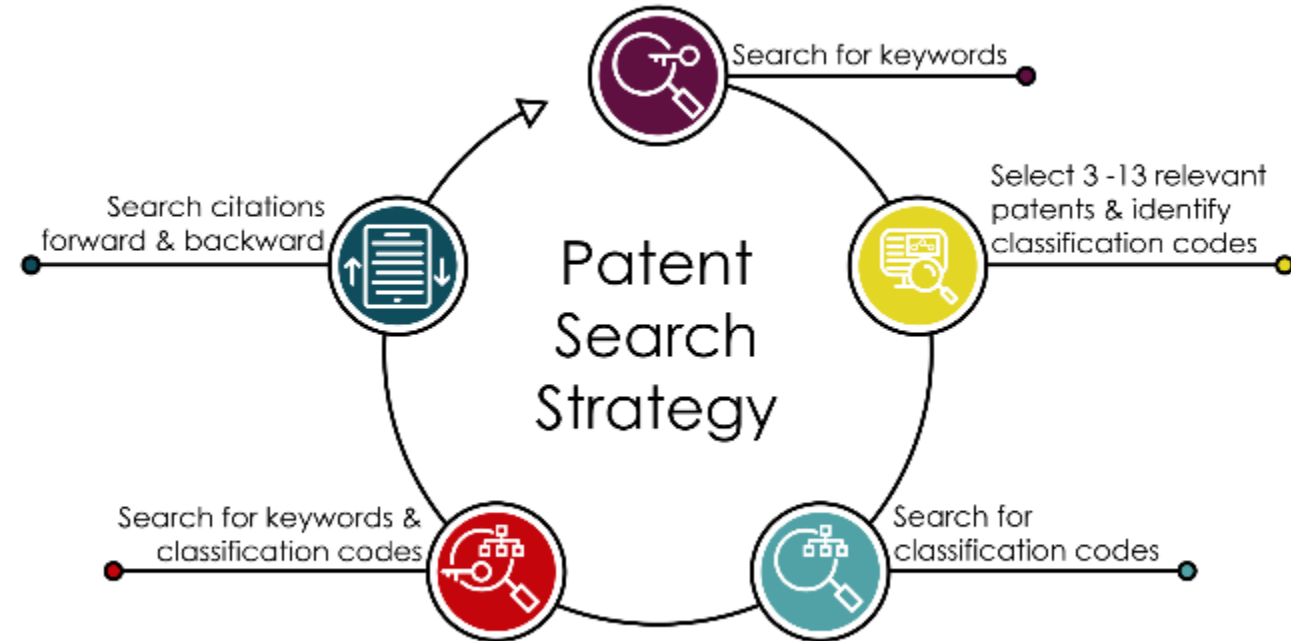 Search for keywords
Select 3 -13 relevant
patents & identify
classification codes
Search citations
forward & backward
Patent
Search
Strategy
Search for keywords &
classification codes
Search for
classification codes